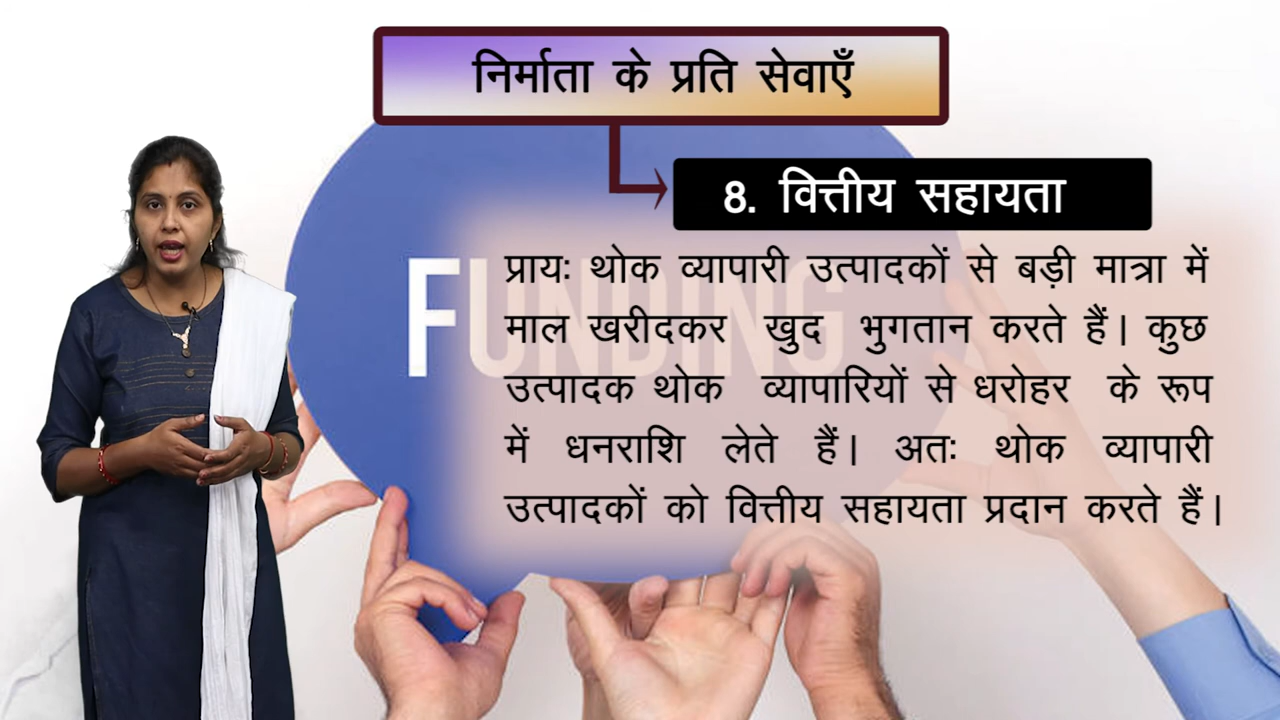 निर्माता के प्रति सेवाएँ
8. वित्तीय सहायता
FUNDING
प्रायः थोक व्यापारी उत्पादकों से बड़ी मात्रा में
माल खरीदकर खुद भुगतान करते हैं। कुछ
उत्पादक थोक व्यापारियों से धरोहर के रूप
में धनराशि लेते हैं। अतः थोक व्यापारी
उत्पादकों को वित्तीय सहायता प्रदान करते हैं।